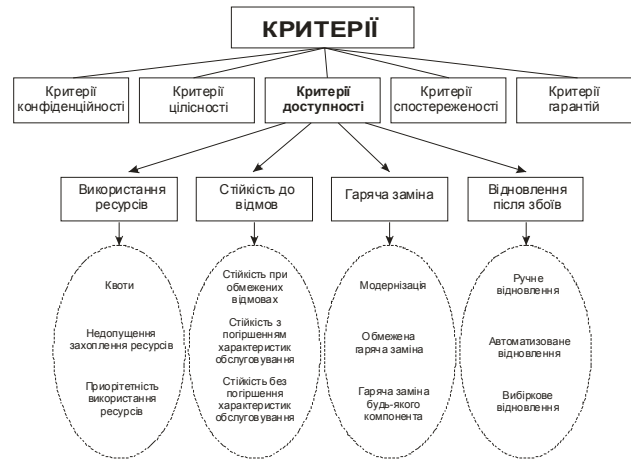 КРИТЕРІЇ
Критерії
конфіденційності
Критерії
цілісності
Критерії
доступності
Критерії
спостереженості
Критерії
гарантій
Використання
ресурсів
Стійкість до
відмов
Гаряча заміна
Відновлення
після збоїв
Квоти
Недопущення
захоплення ресурсів
Приорітетність
використання
ресурсів
Стійкість при
обмежених
відмовах
Стійкість з
погіршенням
характеристик
обслуговування
Стійкість без
погіршення
характеристик
обслуговування
Модернізація
Обмежена
гаряча заміна
Гаряча заміна
будь-якого
компонента
Ручне
відновлення
Автоматизоване
відновлення
Вибіркове
відновлення